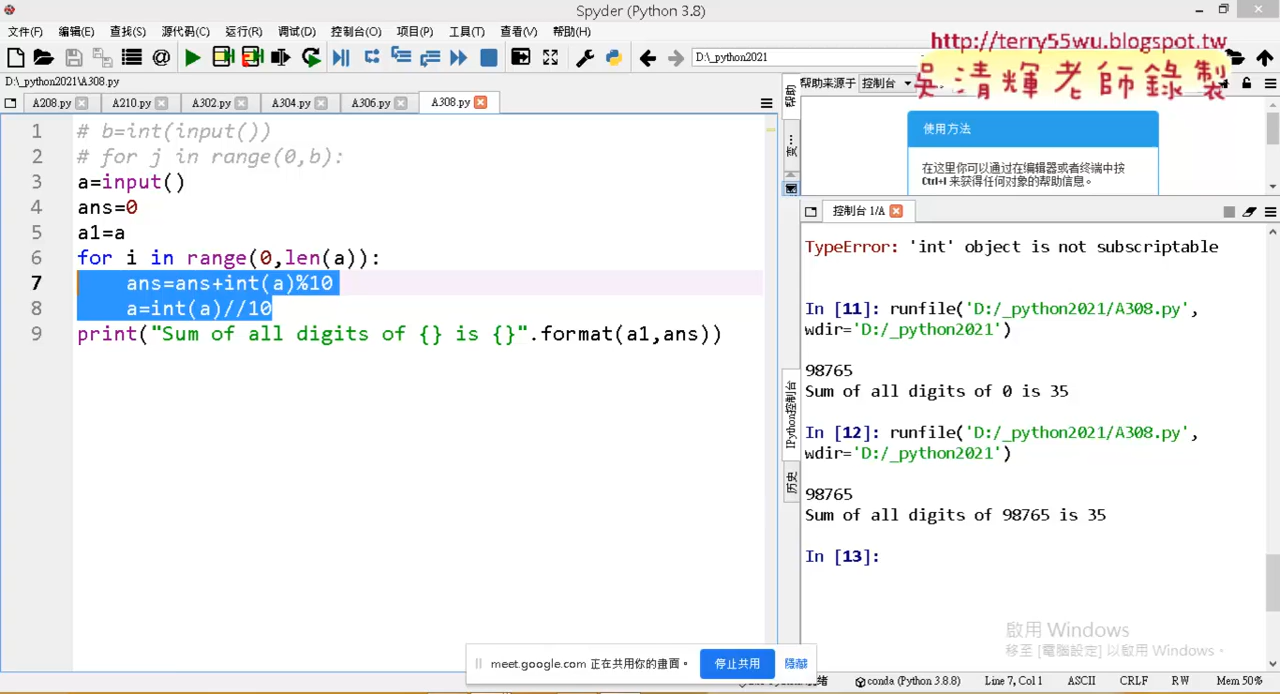 Spyder (Python 3.8)
文件(F) 编辑(E) 查找(S) 源代码(C) 运行(R) 调试(D) 控制台(O) 项目(P) 工具(T) 查看(V) 帮助(H)
http://terry55wu.blogspot.tw
D:\_python2021
吳清輝老師錄製
D:\_python2021\A308.py
帮助来源于 控制台
A208.py A210.py A302.py A304.py A306.py A308.py
帮助
使用方法
在这里你可以通过在编辑器或者终端中按
Ctrl+I 来获得任何对象的帮助信息。
1 # b=int(input())
2 # for j in range(0,b):
3 a=input()
4 ans=0
5 a1=a
6 for i in range(0,len(a)):
7 ans=ans+int(a)%10
8 a=int(a)//10
9 print("Sum of all digits of {} is {}".format(a1,ans))
控制台 1/A
TypeError: 'int' object is not subscriptable
In [11]: runfile('D:/_python2021/A308.py',
wdir='D:/_python2021')
98765
Sum of all digits of 0 is 35
In [12]: runfile('D:/_python2021/A308.py',
wdir='D:/_python2021')
98765
Sum of all digits of 98765 is 35
In [13]:
IPython控制台
历史
啟用 Windows
移至 [電腦設定] 以啟用 Windows。
meet.google.com 正在共用你的畫面。 停止共用 隱藏
conda (Python 3.8.8) Line 7, Col 1 ASCII CRLF RW Mem 50%